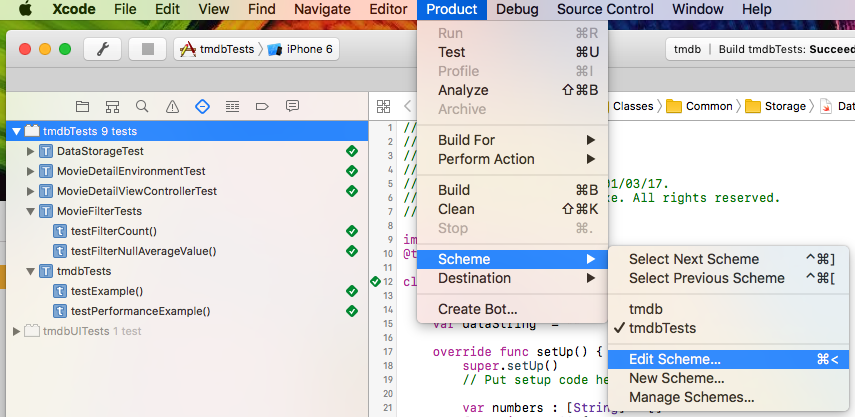 Xcode File Edit View Find Navigate Editor Product Debug Source Control Window Help
tmdbTests iPhone 6
tmdb Build tmdbTests: Succeed
Classes Common Storage Dat
tmdbTests 9 tests
DataStorageTest
MovieDetailEnvironmentTest
MovieDetailViewControllerTest
MovieFilterTests
testFilterCount()
testFilterNullAverageValue()
tmdbTests
testExample()
testPerformanceExample()
tmdbUITests 1 test
Run ⌘R
Test ⌘U
Profile ⌘I
Analyze ⇧⌘B
Archive
Build For
Perform Action
Build ⌘B
Clean ⇧⌘K
Stop ⌘.
Scheme
Destination
Create Bot...
Select Next Scheme ^⌘]
Select Previous Scheme ^⌘[
tmdb
✓ tmdbTests
Edit Scheme... ⌘<
New Scheme...
Manage Schemes...
1 //
2 //
3 //
4 //
5 // 01/03/17.
6 // ke. All rights reserved.
7 //
8
9 im
10 @t
11
12 cl
13
14
15 var dataString =
16
17 override func setUp() {
18 super.setUp()
19 // Put setup code he
20
21 var numbers : [String]